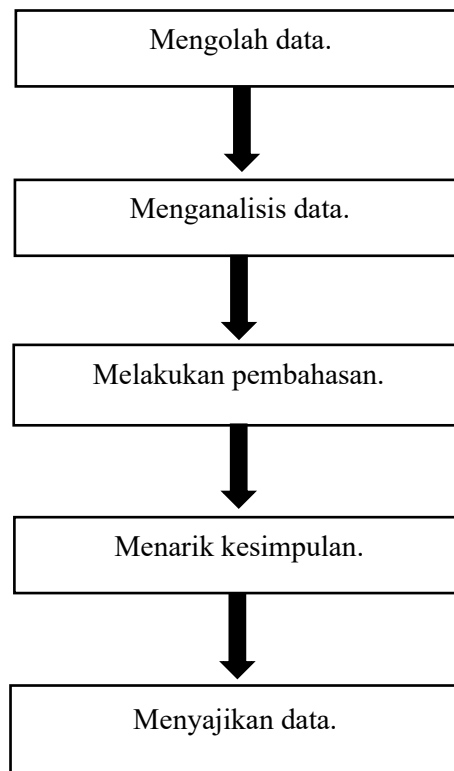 Mengolah data.
Menganalisis data.
Melakukan pembahasan.
Menarik kesimpulan.
Menyajikan data.